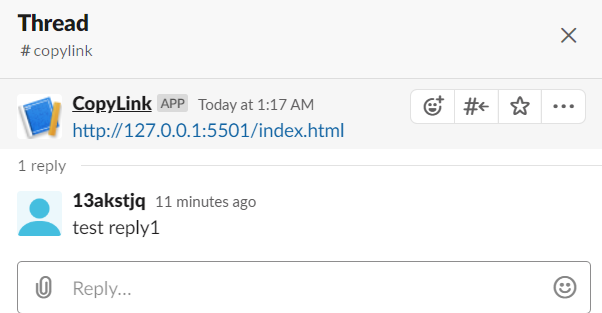 Thread
#copylink
CopyLink APP Today at 1:17 AM
http://127.0.0.1:5501/index.html
1 reply
13akstjq 11 minutes ago
test reply1
Reply...